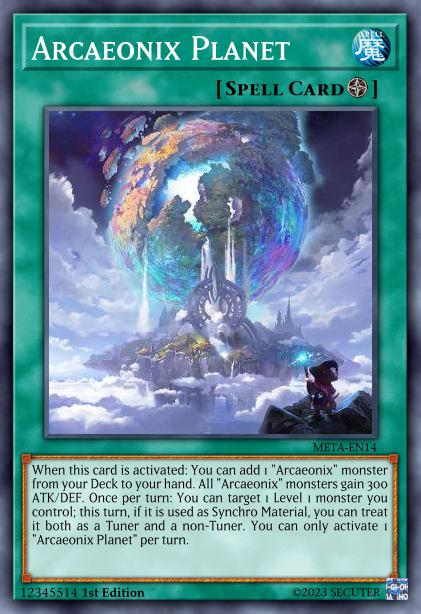 ARCAEONIX PLANET
魔
[SPELL CARD]
META-EN14
When this card is activated: You can add 1 "Arcaeonix" monster
from your Deck to your hand. All "Arcaeonix" monsters gain 300
ATK/DEF. Once per turn: You can target 1 Level 1 monster you
control; this turn, if it is used as Synchro Material, you can treat
it both as a Tuner and a non-Tuner. You can only activate 1
"Arcaeonix Planet" per turn.
12345514 1st Edition
©2023 SECUTER